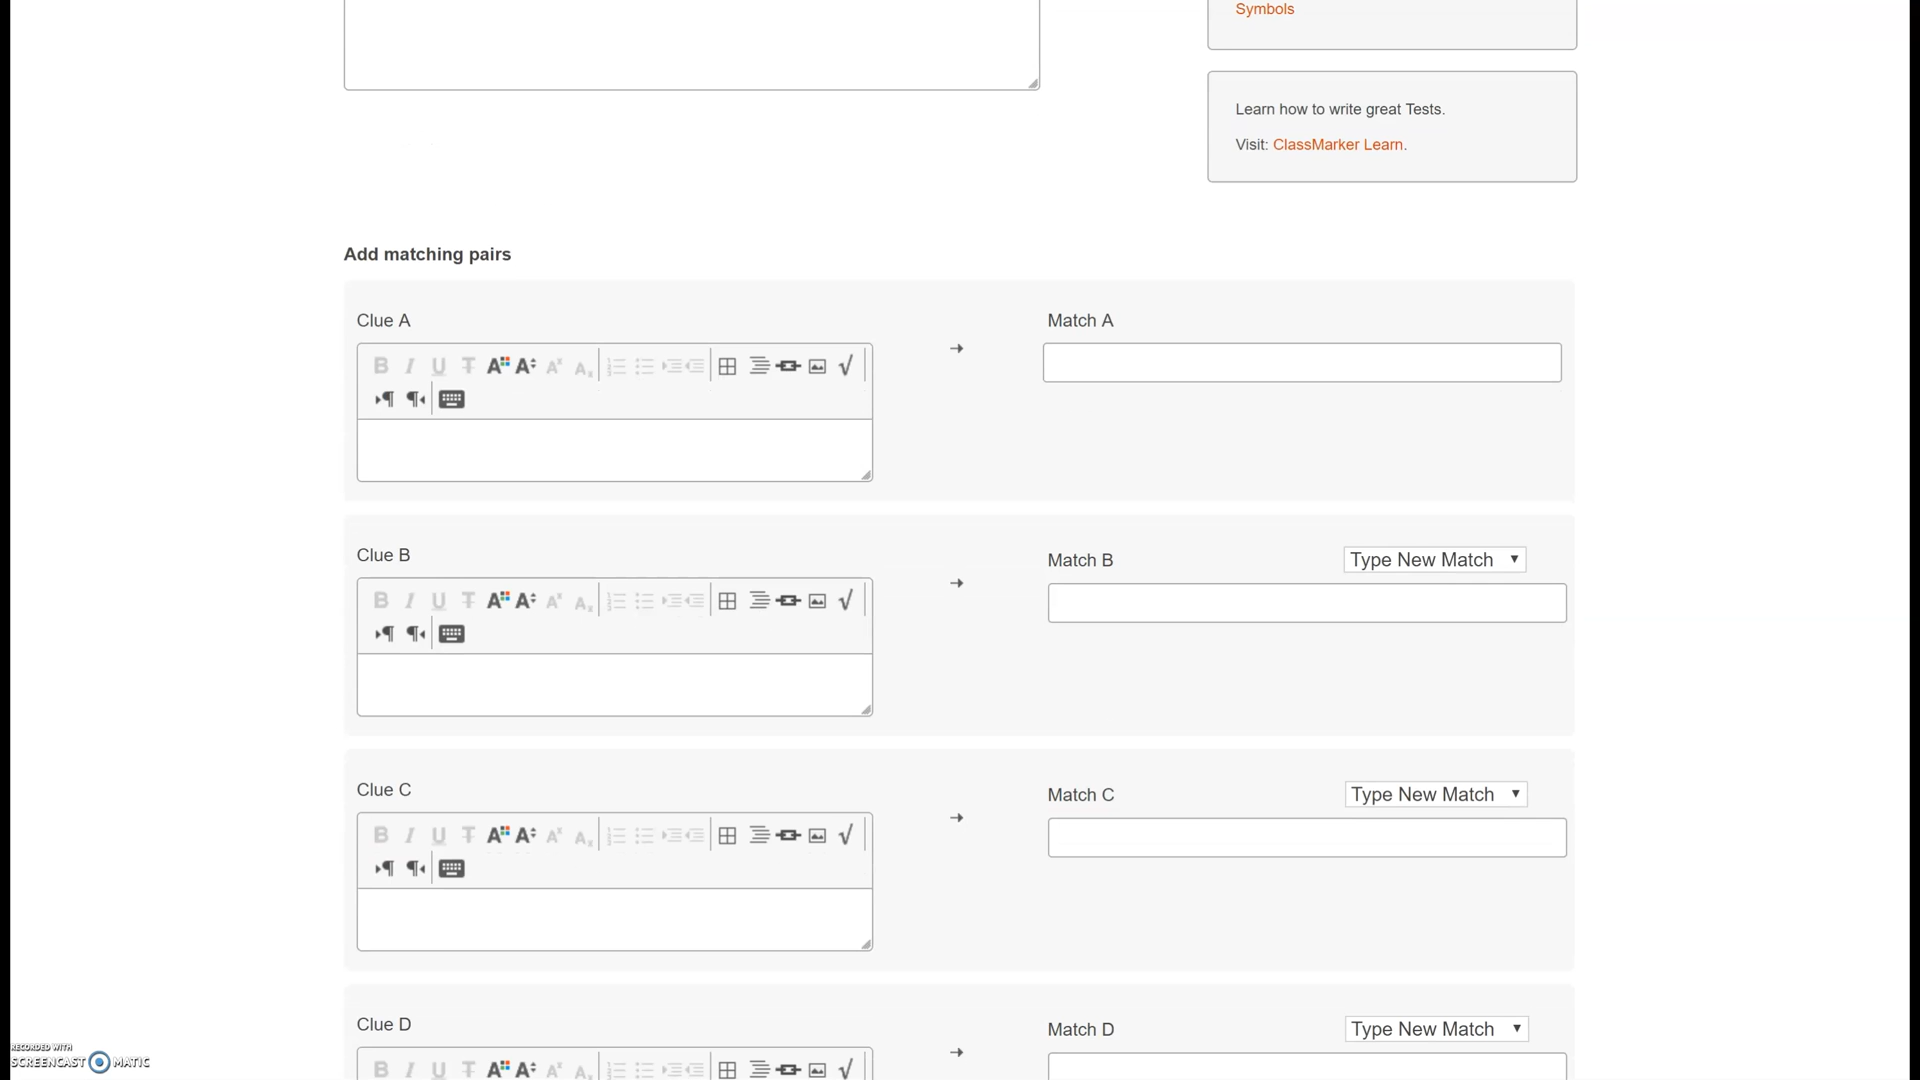 Symbols
Learn how to write great Tests.
Visit: ClassMarker Learn.
Add matching pairs
Clue A
Match A
Clue B
Match B
Type New Match
Clue C
Match C
Type New Match
Clue D
Match D
Type New Match
RECORDED WITH
SCREENCAST MATIC